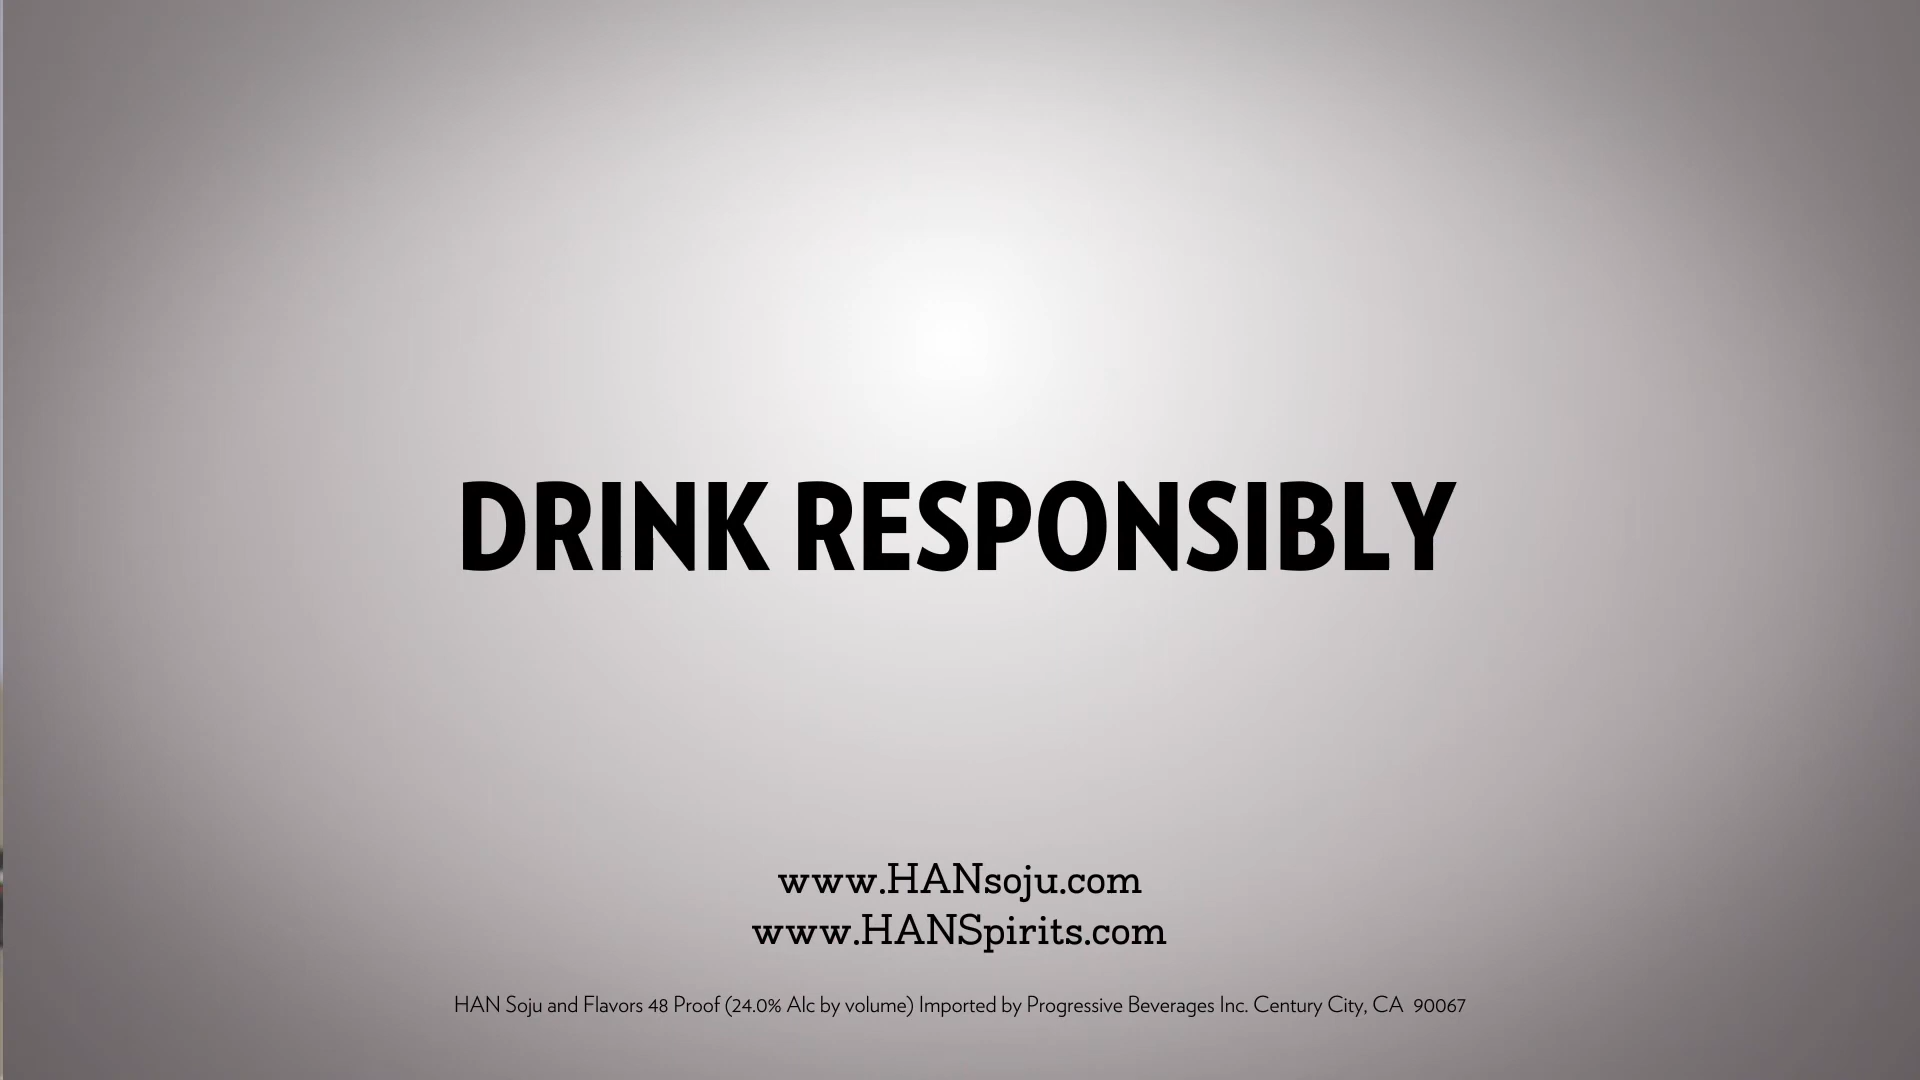 DRINK RESPONSIBLY
www.HANsoju.com
www.HANSpirits.com
HAN Soju and Flavors 48 Proof (24.0% Alc by volume) Imported by Progressive Beverages Inc. Century City, CA 90067